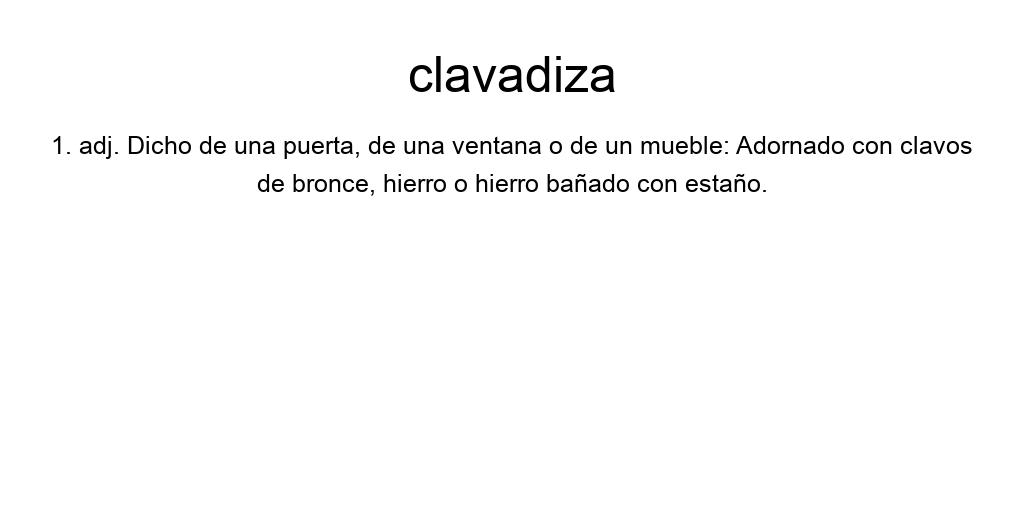 clavadiza
1. adj. Dicho de una puerta, de una ventana o de un mueble: Adornado con clavos
de bronce, hierro o hierro bañado con estaño.